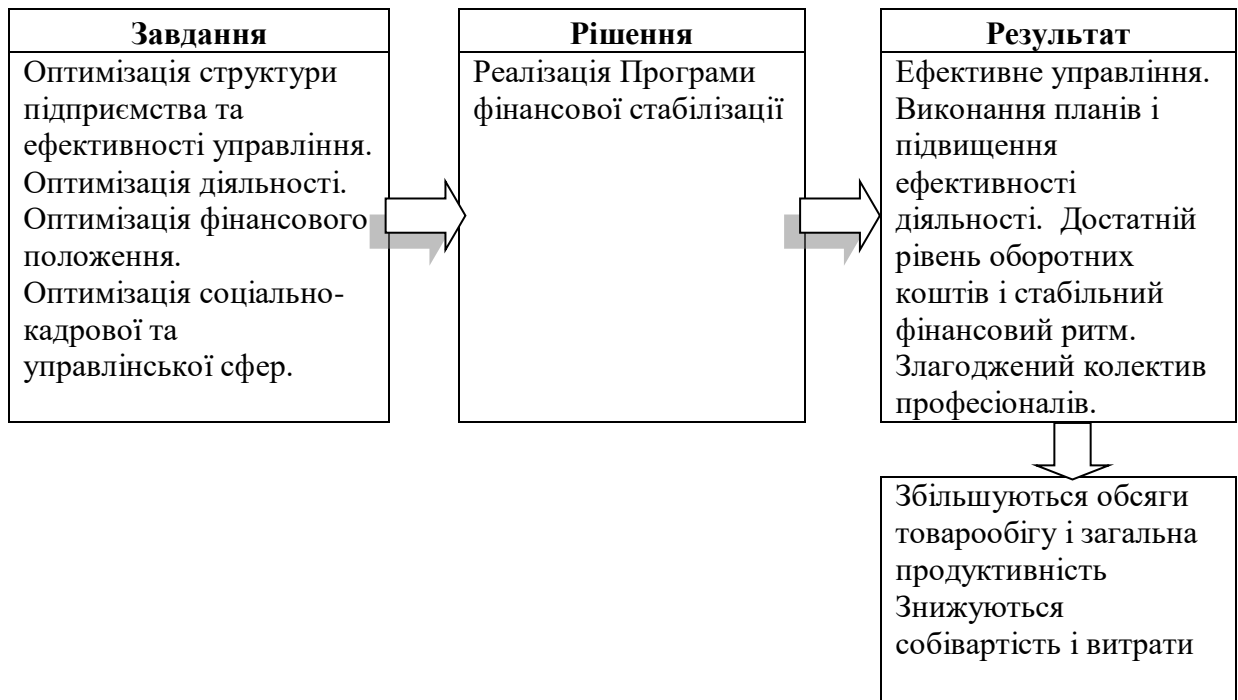 Завдання
Оптимізація структури
підприємства та
ефективності управління.
Оптимізація діяльності.
Оптимізація фінансового
положення.
Оптимізація соціально-
кадрової та
управлінської сфер.
Рішення
Реалізація Програми
фінансової стабілізації
Результат
Ефективне управління.
Виконання планів і
підвищення
ефективності
діяльності. Достатній
рівень оборотних
коштів і стабільний
фінансовий ритм.
Злагоджений колектив
професіоналів.
Збільшуються обсяги
товарообігу і загальна
продуктивність
Знижуються
собівартість і витрати